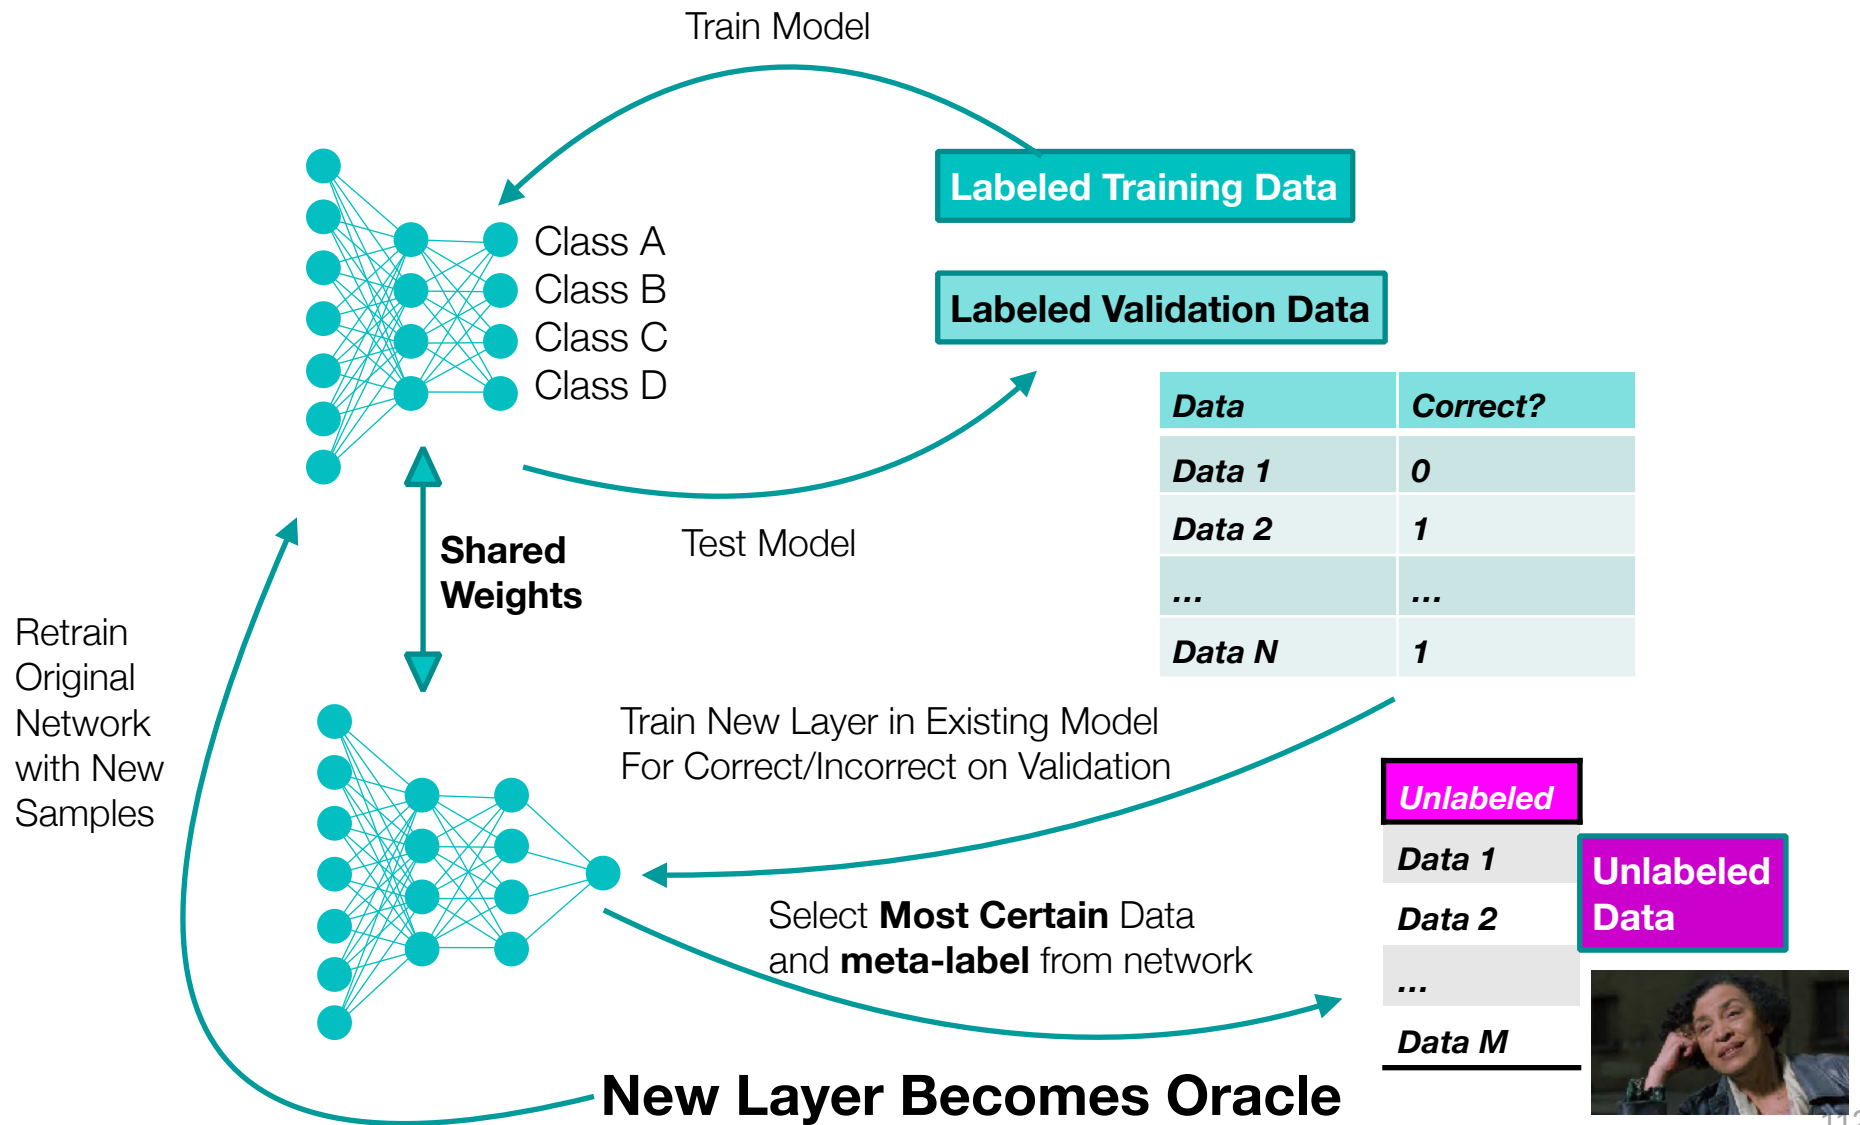 Train Model
Labeled Training Data
Class A
Class B
Class C
Class D
Labeled Validation Data
Data Correct?
Data 1 0
Data 2 1
... ...
Data N 1
Test Model
Shared
Weights
Retrain
Original
Network
with New
Samples
Train New Layer in Existing Model
For Correct/Incorrect on Validation
Unlabeled
Data 1
Data 2
...
Data M
Unlabeled
Data
Select Most Certain Data
and meta-label from network
New Layer Becomes Oracle